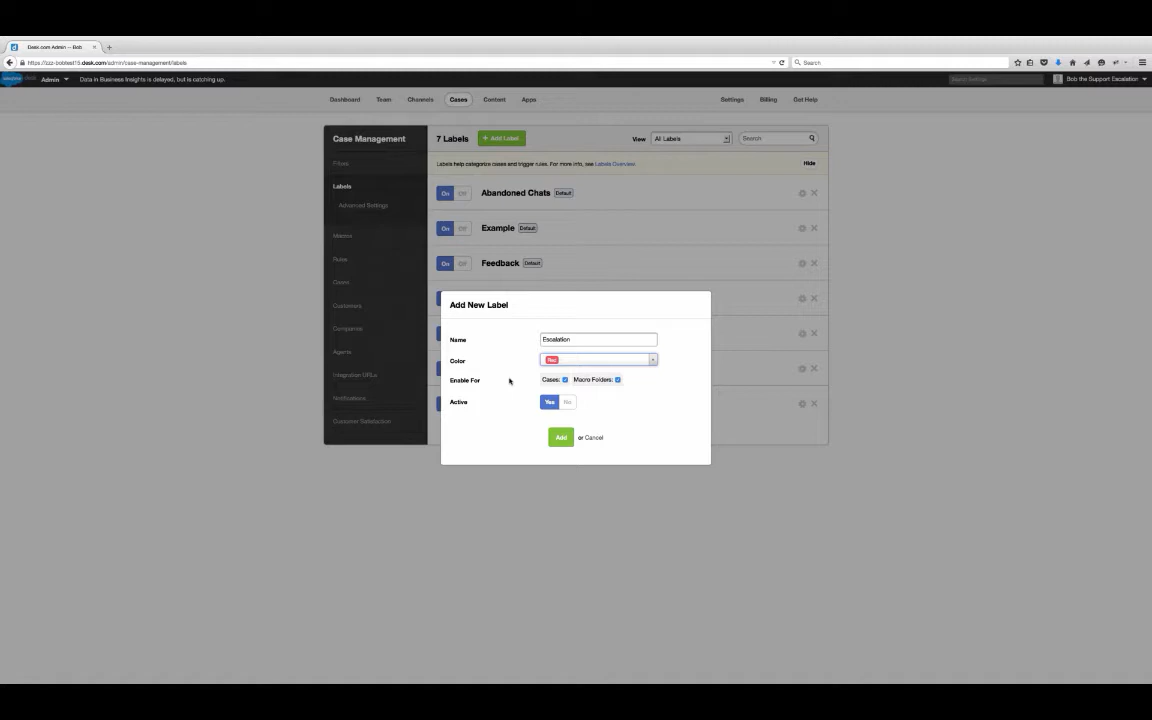 Desk.com Admin -- Bob
https://zzz-bobtest15.desk.com/admin/case-management/labels
Search
Admin
Data in Business Insights is delayed, but is catching up.
Search Settings
Bob the Support Escalation
Dashboard
Team
Channels
Cases
Content
Apps
Settings
Billing
Get Help
Case Management
7 Labels
+ Add Label
View
All Labels
Search
Filters
Labels help categorize cases and trigger rules. For more info, see Labels Overview.
Hide
Labels
On Off Abandoned Chats Default
Advanced Settings
On Off Example Default
Macros
Rules
On Off Feedback Default
Customers
Companies
Agents
Integration URLs
Notifications
Customer Satisfaction
Add New Label
Name
Escalation
Color
Red
Enable For
Cases:
Macro Folders:
Active
Yes
No
Add
or Cancel